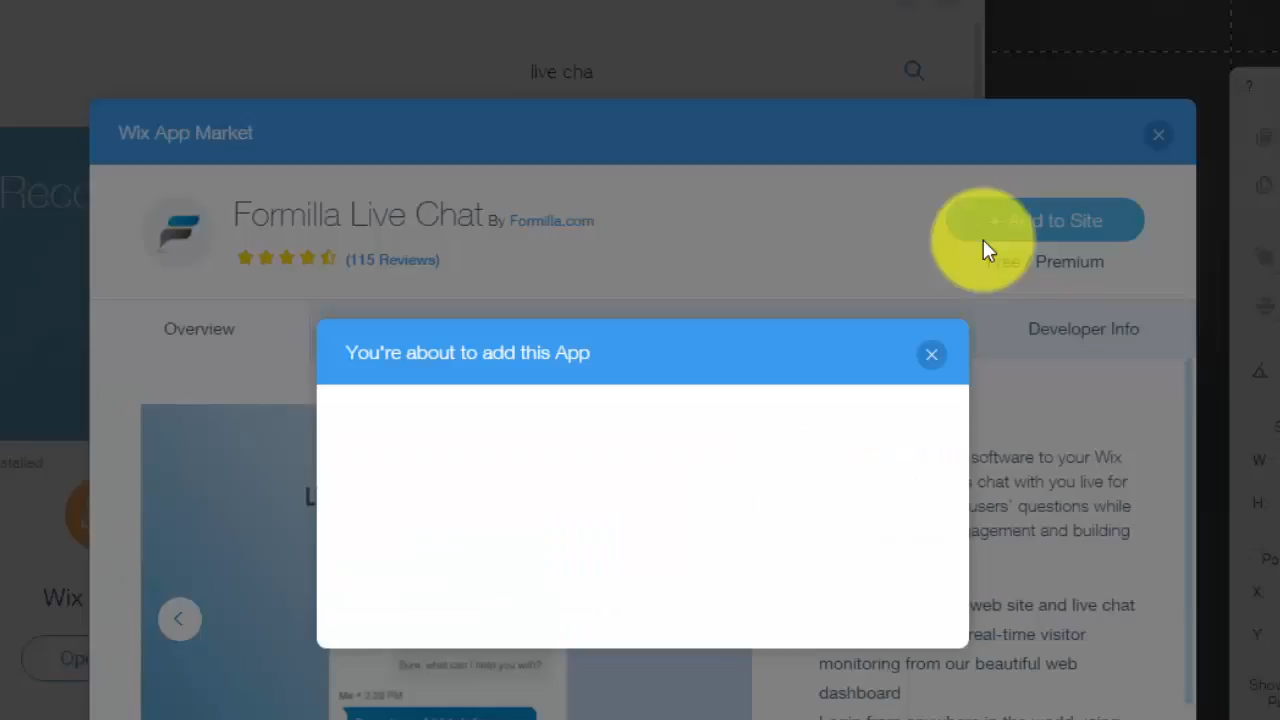 live cha
Wix App Market
?
Formilla Live Chat By Formilla.com
+ Add to Site
(115 Reviews)
Free / Premium
Overview
Developer Info
You're about to add this App
software to your Wix
W
chat with you live for
H:
users' questions while
agement and building
Wix
X:
web site and live chat
Y
real-time visitor
monitoring from our beautiful web
dashboard
Sure, what can I help you with?